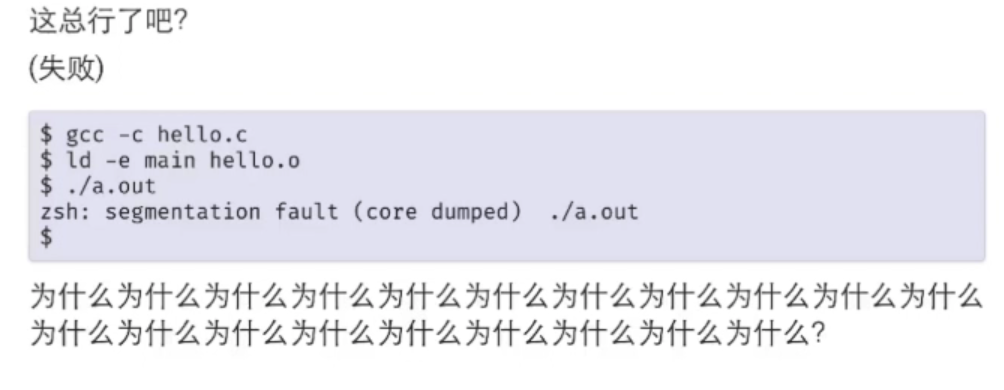 这总行了吧?
(失败)
$ gcc -c hello.c
$ ld -e main hello.o
$ ./a.out
zsh: segmentation fault (core dumped)  ./a.out
$
为什么为什么为什么为什么为什么为什么为什么为什么为什么为什么为什么
为什么为什么为什么为什么为什么为什么为什么为什么为什么?